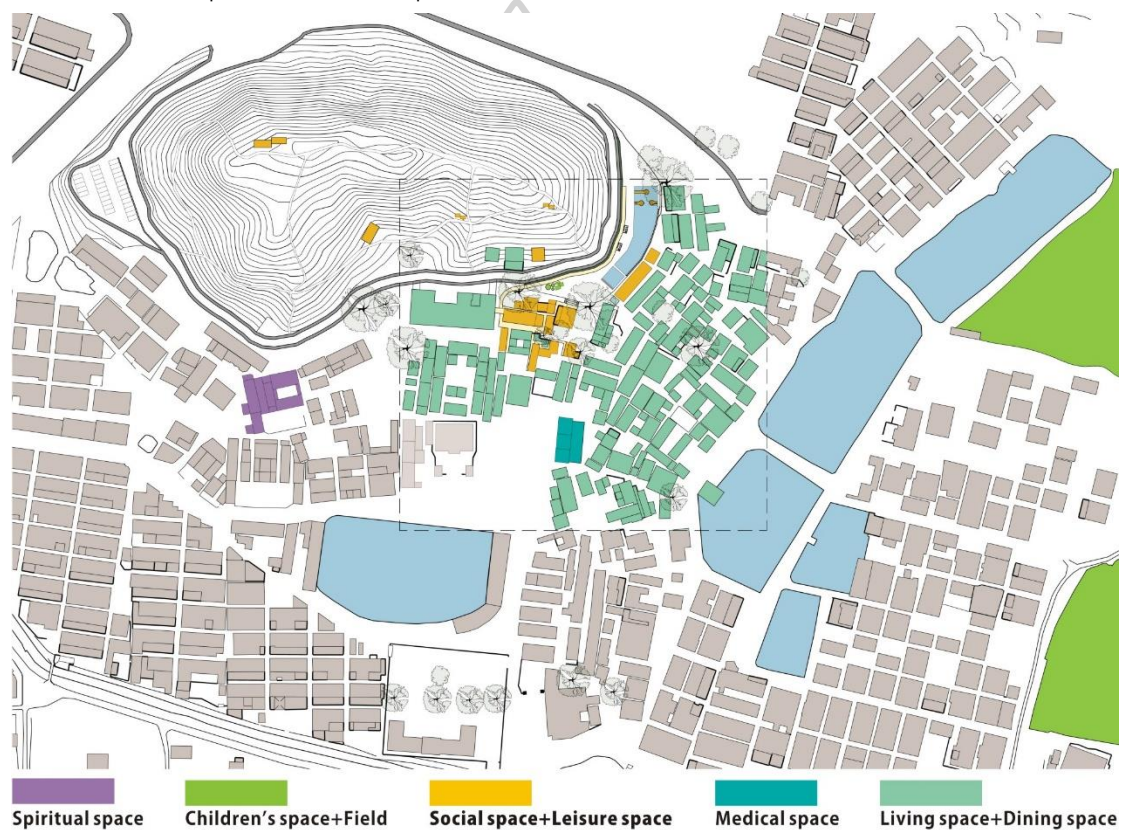 Spiritual space
Children's space+Field
Social space+Leisure space
Medical space
Living space+Dining space